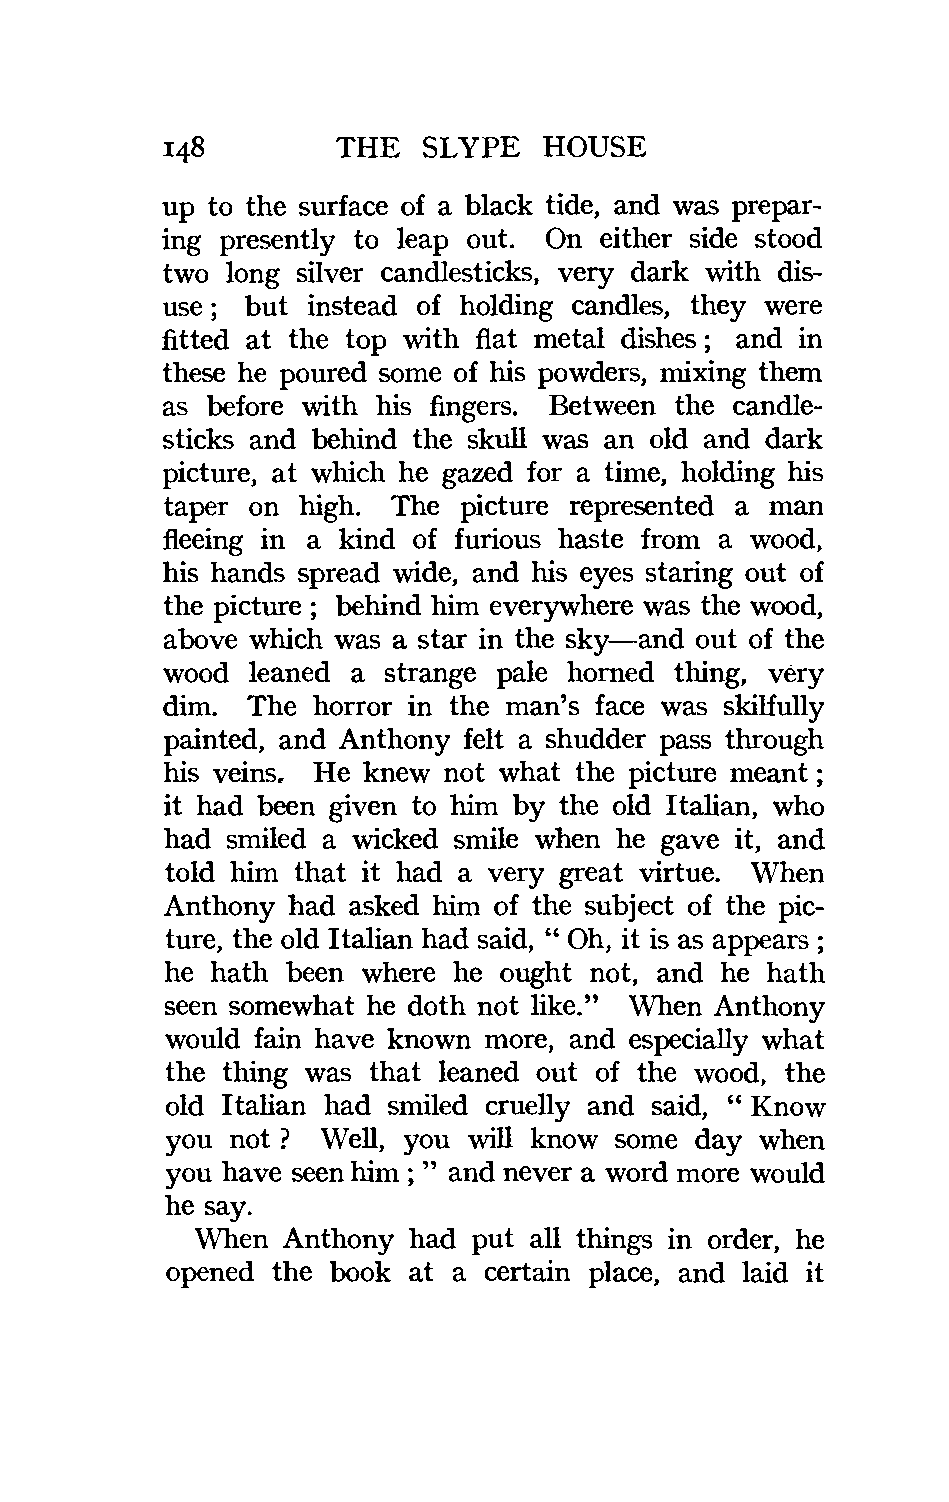 148 THE SLYPE HOUSE
up to the surface of a black tide, and was prepar-
ing presently to leap out. On either side stood
two long silver candlesticks, very dark with dis-
use ; but instead of holding candles, they were
fitted at the top with flat metal dishes ; and in
these he poured some of his powders, mixing them
as before with his fingers. Between the candle-
sticks and behind the skull was an old and dark
picture, at which he gazed for a time, holding his
taper on high. The picture represented a man
fleeing in a kind of furious haste from a wood,
his hands spread wide, and his eyes staring out of
the picture ; behind him everywhere was the wood,
above which was a star in the sky—and out of the
wood leaned a strange pale horned thing, very
dim. The horror in the man's face was skilfully
painted, and Anthony felt a shudder pass through
his veins. He knew not what the picture meant ;
it had been given to him by the old Italian, who
had smiled a wicked smile when he gave it, and
told him that it had a very great virtue. When
Anthony had asked him of the subject of the pic-
ture, the old Italian had said, “ Oh, it is as appears ;
he hath been where he ought not, and he hath
seen somewhat he doth not like.” When Anthony
would fain have known more, and especially what
the thing was that leaned out of the wood, the
old Italian had smiled cruelly and said, “ Know
you not ? Well, you will know some day when
you have seen him ; ” and never a word more would
he say.
When Anthony had put all things in order, he
opened the book at a certain place, and laid it